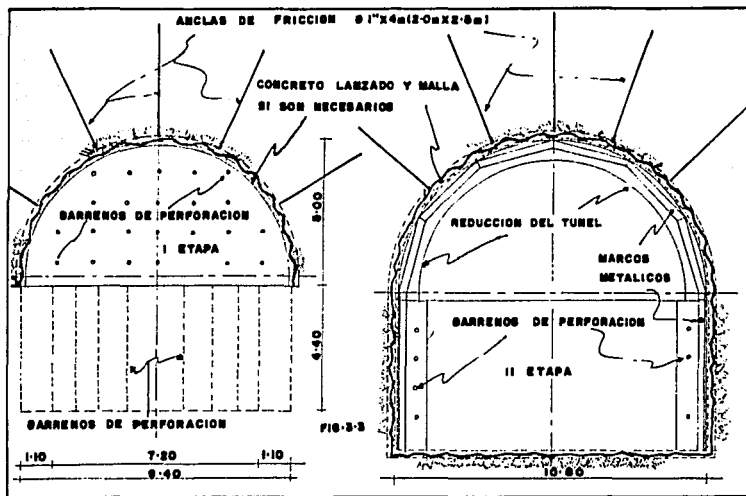 ANCLAS DE FRICCION Ø 1"X4m(2.0mX2.5m)
CONCRETO LANZADO Y MALLA
SI SON NECESARIOS
BARRENOS DE PERFORACION
I ETAPA
5.00
4.40
BARRENOS DE PERFORACION
1.10
7.20
1.10
9.40
FIG.3.3
REDUCCION DEL TUNEL
MARCOS
METALICOS
BARRENOS DE PERFORACION
II ETAPA
10.60